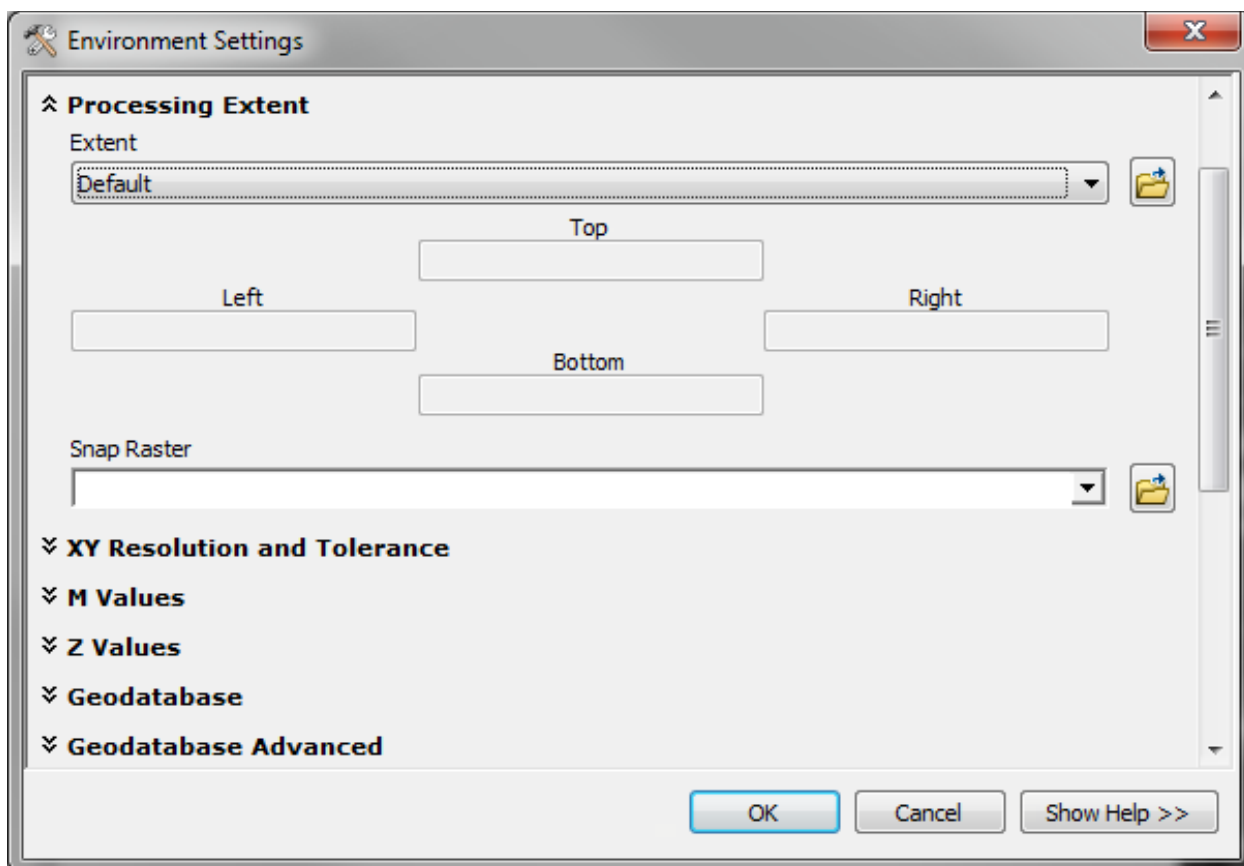 Environment Settings
Processing Extent
Extent
Default
Top
Left
Right
Bottom
Snap Raster
XY Resolution and Tolerance
M Values
Z Values
Geodatabase
Geodatabase Advanced
OK
Cancel
Show Help >>